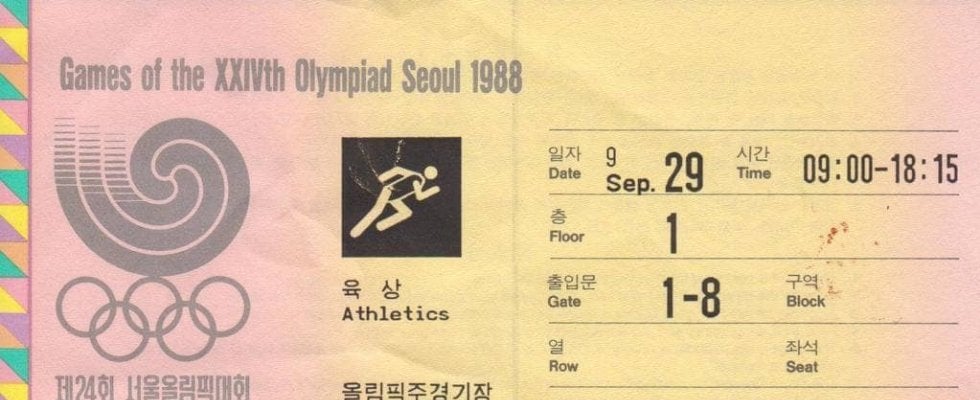 Games of the XXIVth Olympiad Seoul 1988
제24회 서울올림픽대회
육 상
Athletics
올림픽주경기장
일자 9
Date Sep. 29
시간
Time 09:00-18:15
층
Floor 1
출입문
Gate 1-8
구역
Block
열
Row
좌석
Seat